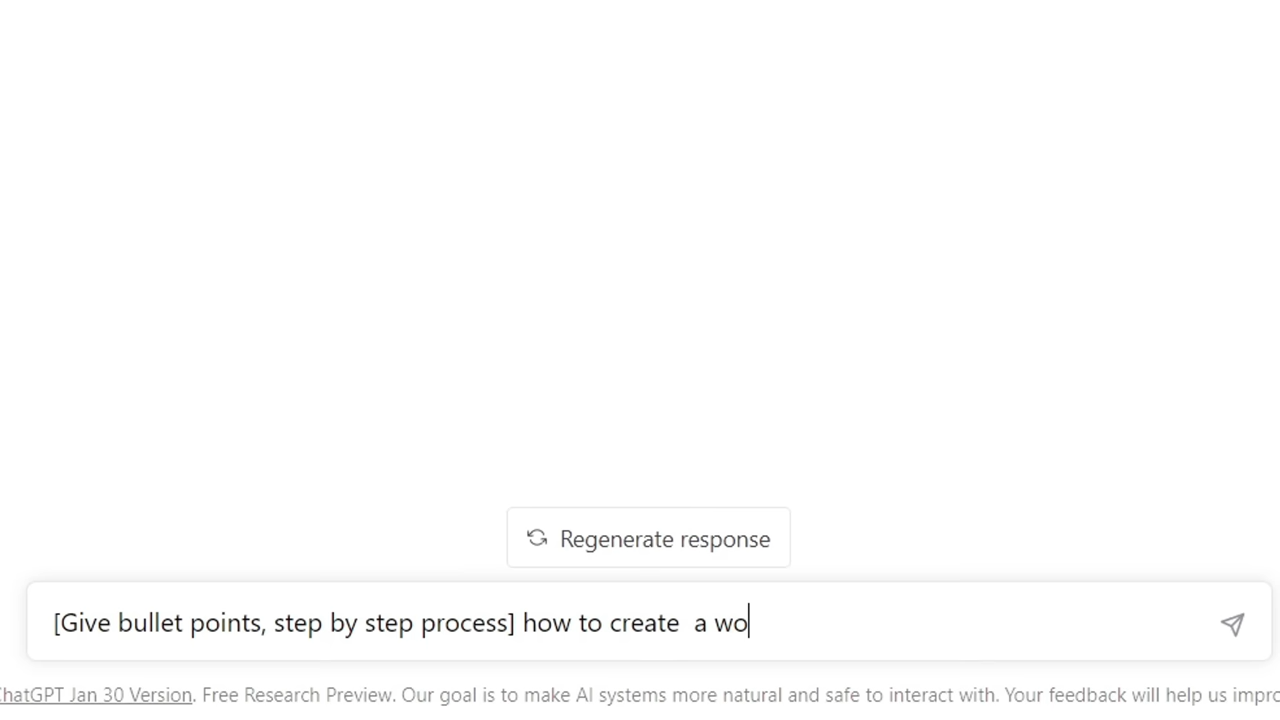 Regenerate response
[Give bullet points, step by step process] how to create  a wo
hatGPT Jan 30 Version. Free Research Preview. Our goal is to make AI systems more natural and safe to interact with. Your feedback will help us impro